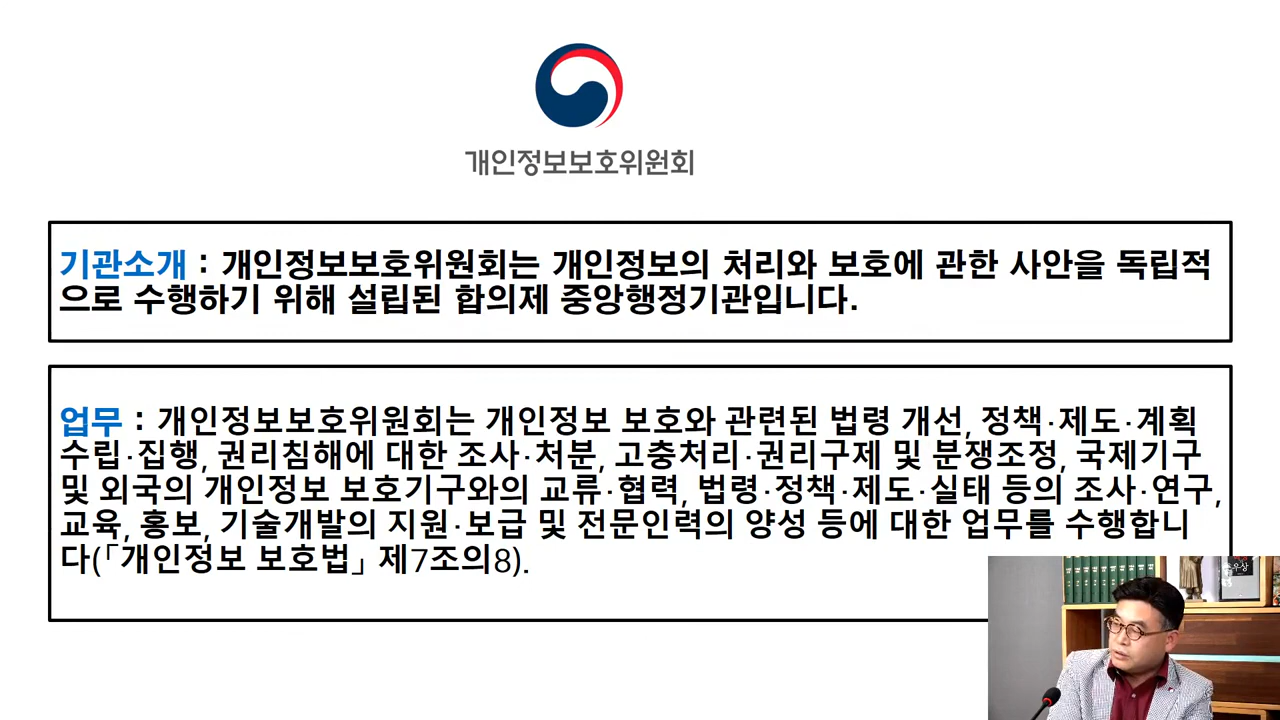 개인정보보호위원회
기관소개 : 개인정보보호위원회는 개인정보의 처리와 보호에 관한 사안을 독립적
으로 수행하기 위해 설립된 합의제 중앙행정기관입니다.
업무 : 개인정보보호위원회는 개인정보 보호와 관련된 법령 개선, 정책·제도·계획
수립·집행, 권리침해에 대한 조사·처분, 고충처리·권리구제 및 분쟁조정, 국제기구
및 외국의 개인정보 보호기구와의 교류·협력, 법령·정책·제도·실태 등의 조사·연구,
교육, 홍보, 기술개발의 지원·보급 및 전문인력의 양성 등에 대한 업무를 수행합니
다(「개인정보 보호법」 제7조의8).